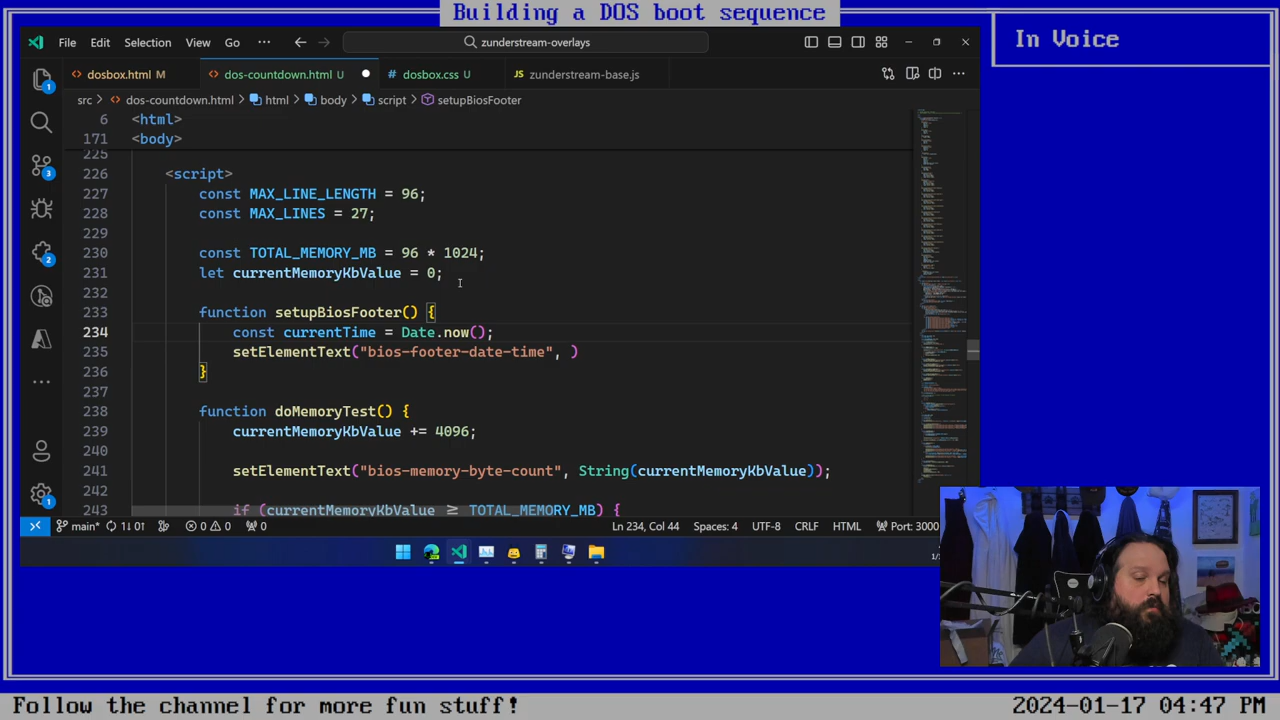 Building a DOS boot sequence
In Voice
File Edit Selection View Go ··· zunderstream-overlays
dosbox.html M dos-countdown.html U dosbox.css U JS zunderstream-base.js
src > dos-countdown.html > html > body > script > setupBiosFooter
6 <html>
171 <body>
225
226 <script>
227 const MAX_LINE_LENGTH = 96;
228 const MAX_LINES = 27;
229
230 const TOTAL_MEMORY_MB = 96 * 1024;
231 let currentMemoryKbValue = 0;
232
233 function setupBiosFooter() {
234 const currentTime = Date.now();
235 setElementText("bios-footer-
236 }
237
238 function doMemoryTest() {
239 currentMemoryKbValue += 4096;
240
241 setElementText("bios-memory-byte-count", String(currentMemoryKbValue));
242
243 if (currentMemoryKbValue ≥ TOTAL_MEMORY_MB) {
main* 1↓ 0↑ 0 0 0 Ln 234, Col 44 Spaces: 4 UTF-8 CRLF HTML Port: 3000
Follow the channel for more fun stuff!
2024-01-17 04:47 PM